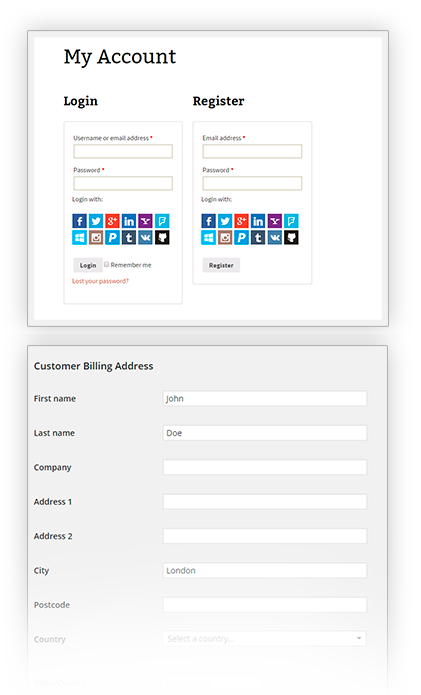 My Account
Login Register
Username or email address * Email address *
Password * Password *
Login with: Login with:
Login Remember me Register
Lost your password?
Customer Billing Address
First name John
Last name Doe
Company
Address 1
Address 2
City London
Postcode
Country Select a country...